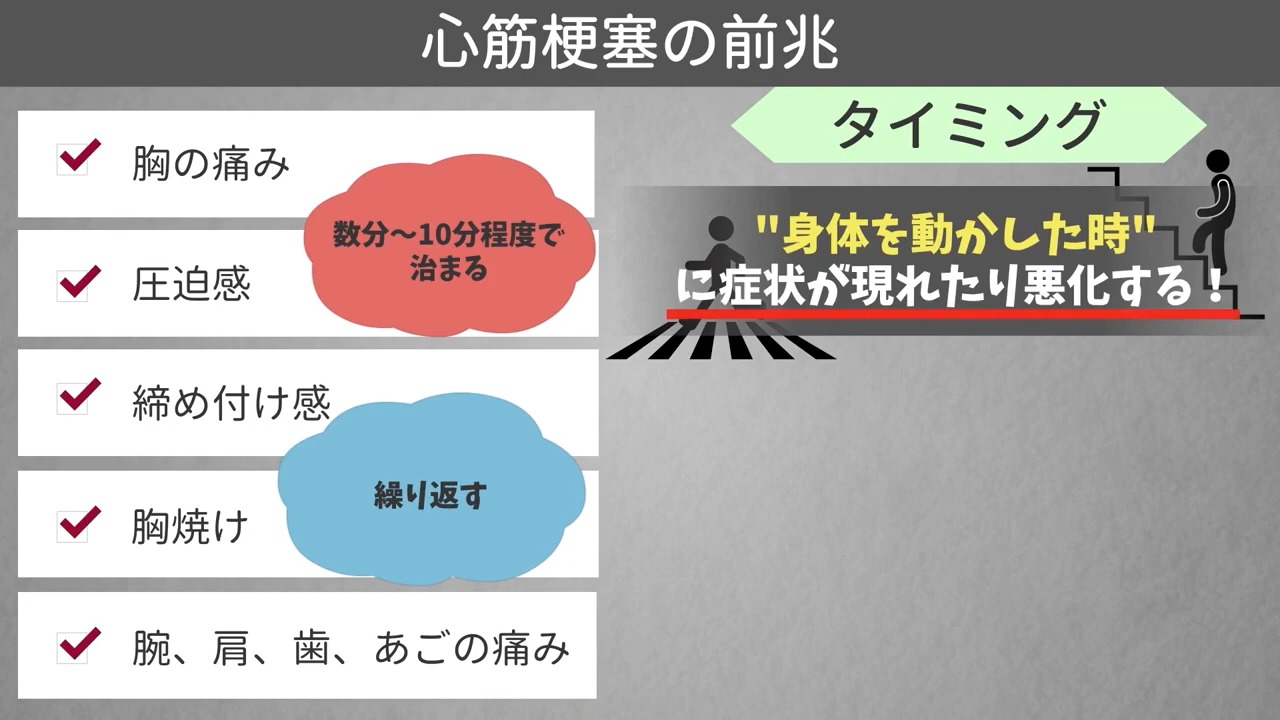 心筋梗塞の前兆
胸の痛み
圧迫感
締め付け感
胸焼け
腕、肩、歯、あごの痛み
数分〜10分程度で
治まる
繰り返す
タイミング
"身体を動かした時"
に症状が現れたり悪化する！